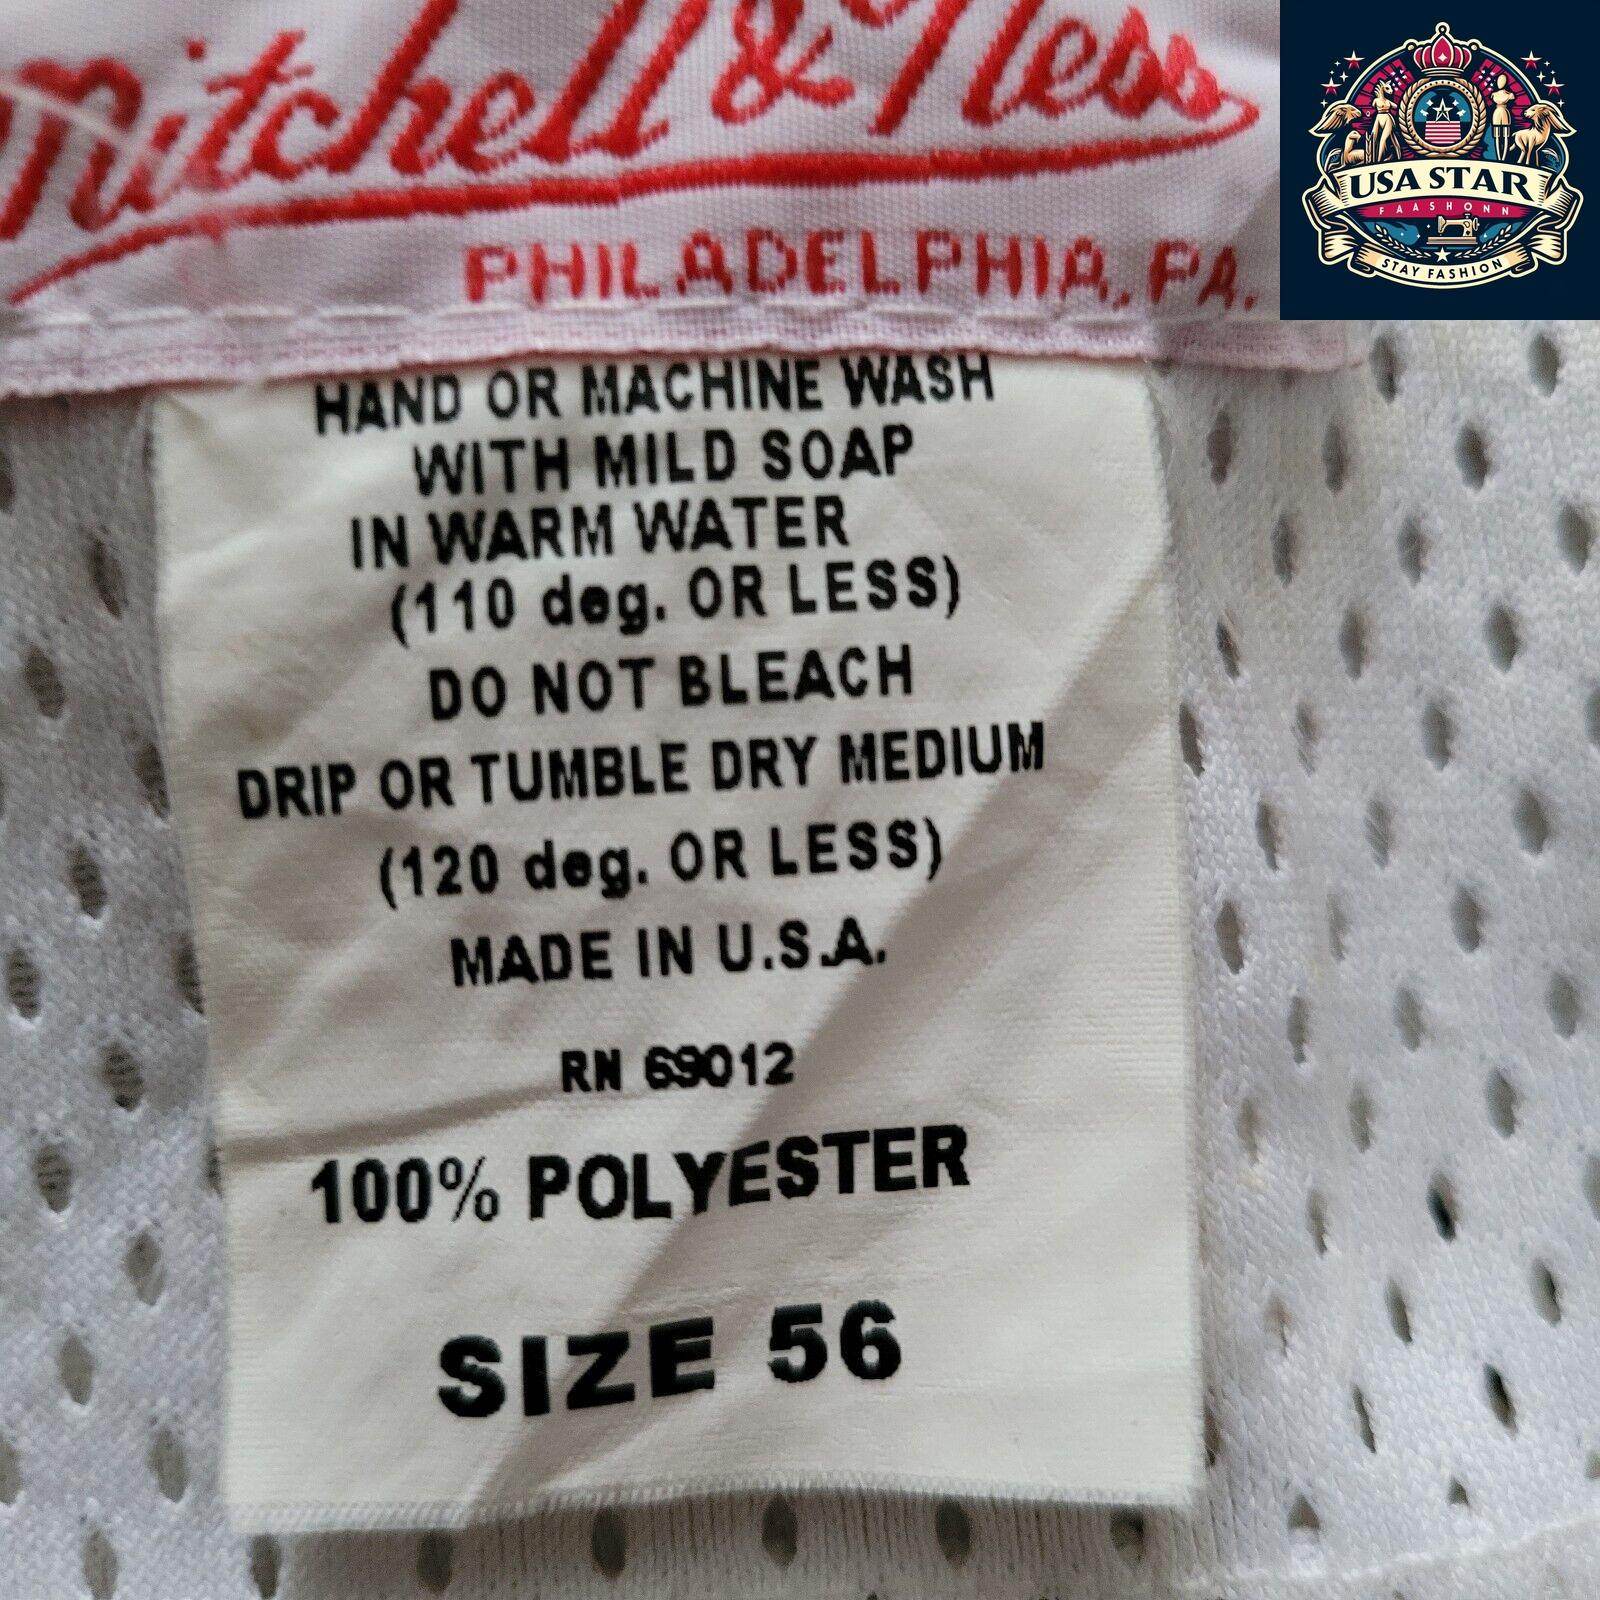 Mitchell & Ness
PHILADELPHIA, PA.
USA STAR
FAASHONN
STAY FASHION
HAND OR MACHINE WASH
WITH MILD SOAP
IN WARM WATER
(110 deg. OR LESS)
DO NOT BLEACH
DRIP OR TUMBLE DRY MEDIUM
(120 deg. OR LESS)
MADE IN U.S.A.
RN 69012
100% POLYESTER
SIZE 56